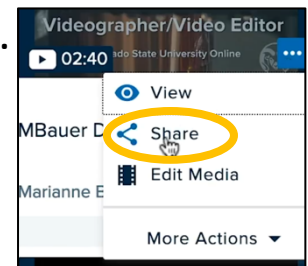 Videographer/Video Editor
ado State University Online
02:40
View
MBauer D
Share
Edit Media
Marianne E
More Actions